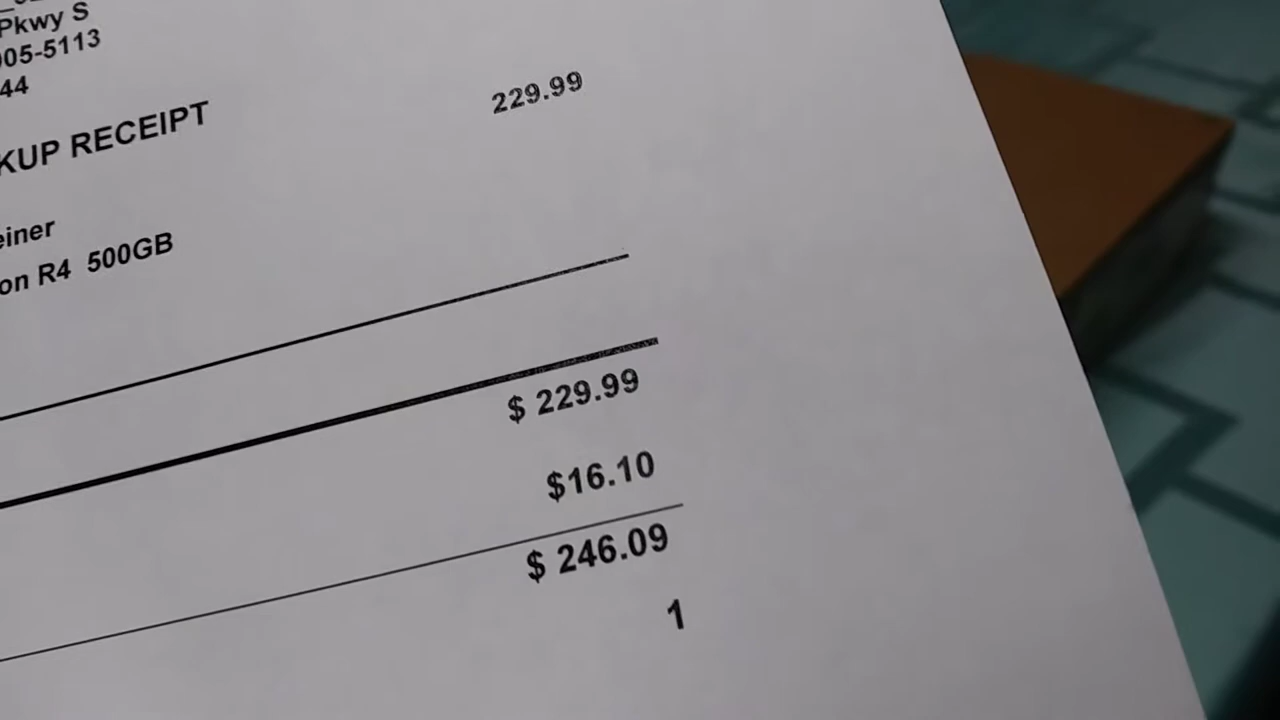 Pkwy S
005-5113
44
KUP RECEIPT
229.99
einer
on R4 500GB
$ 229.99
$16.10
$ 246.09
1